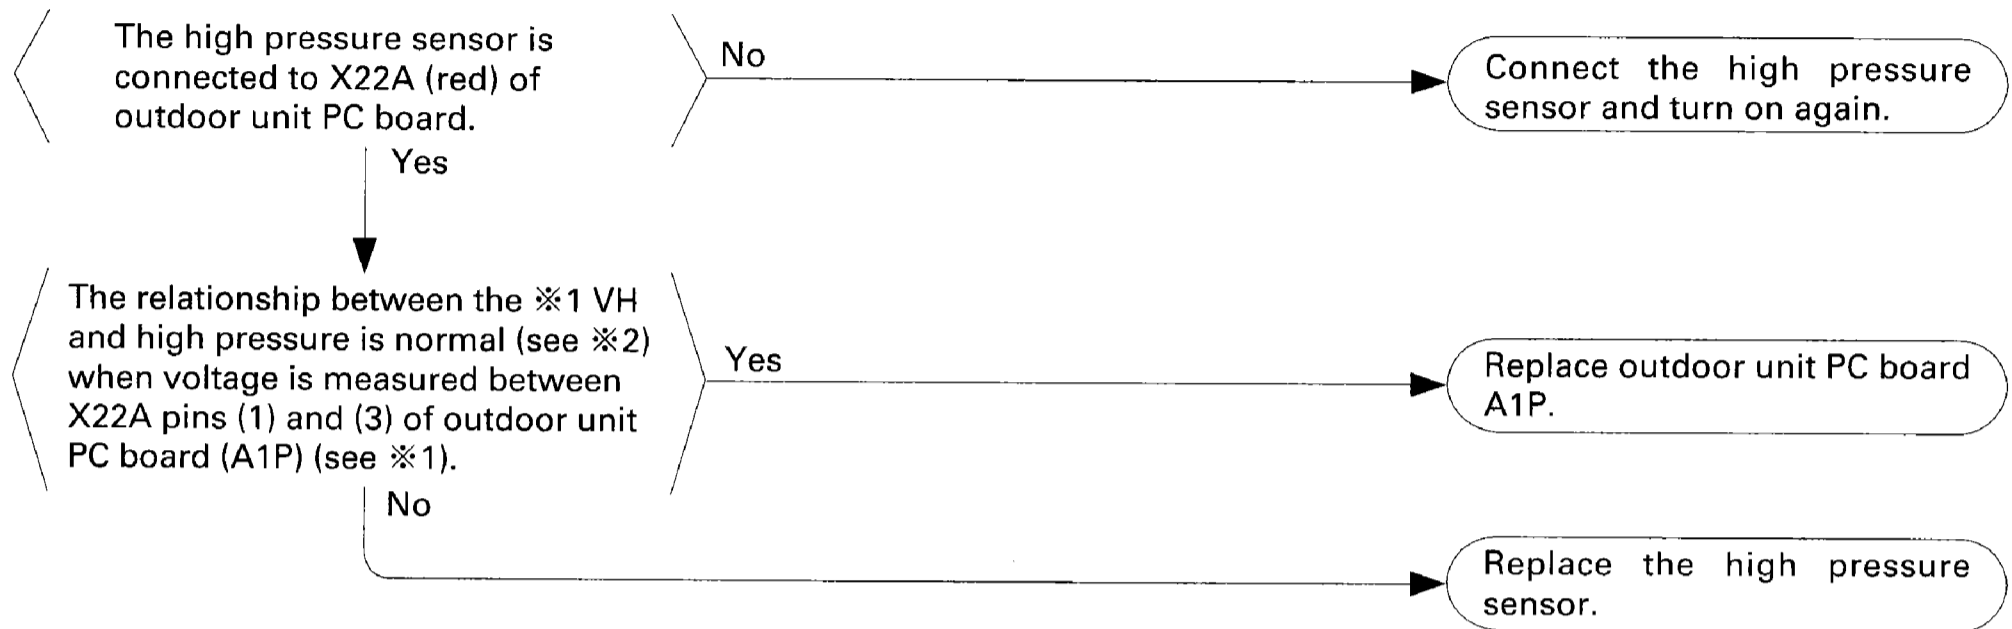 The high pressure sensor is
connected to X22A (red) of
outdoor unit PC board.
No
Connect the high pressure
sensor and turn on again.
Yes
The relationship between the ※1 VH
and high pressure is normal (see ※2)
when voltage is measured between
X22A pins (1) and (3) of outdoor unit
PC board (A1P) (see ※1).
Yes
Replace outdoor unit PC board
A1P.
No
Replace the high pressure
sensor.